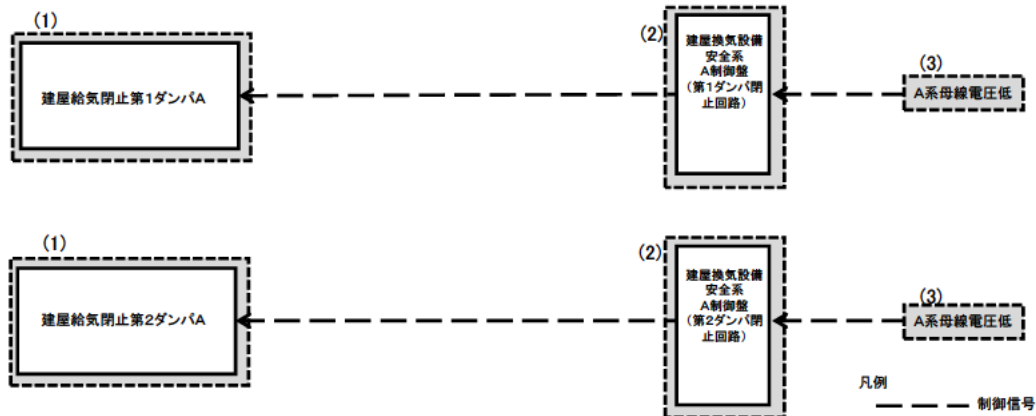 (1)
建屋給気閉止第1ダンパA
(2)
建屋換気設備
安全系
A制御盤
(第1ダンパ閉
止回路)
(3)
A系母線電圧低
(1)
建屋給気閉止第2ダンパA
(2)
建屋換気設備
安全系
A制御盤
(第2ダンパ閉
止回路)
(3)
A系母線電圧低
凡例
制御信号